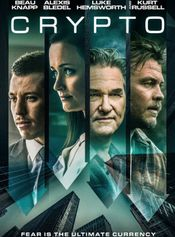 BEAU KNAPP ALEXIS BLEDEL LUKE HEMSWORTH KURT RUSSELL
CRYPTO
FEAR IS THE ULTIMATE CURRENCY